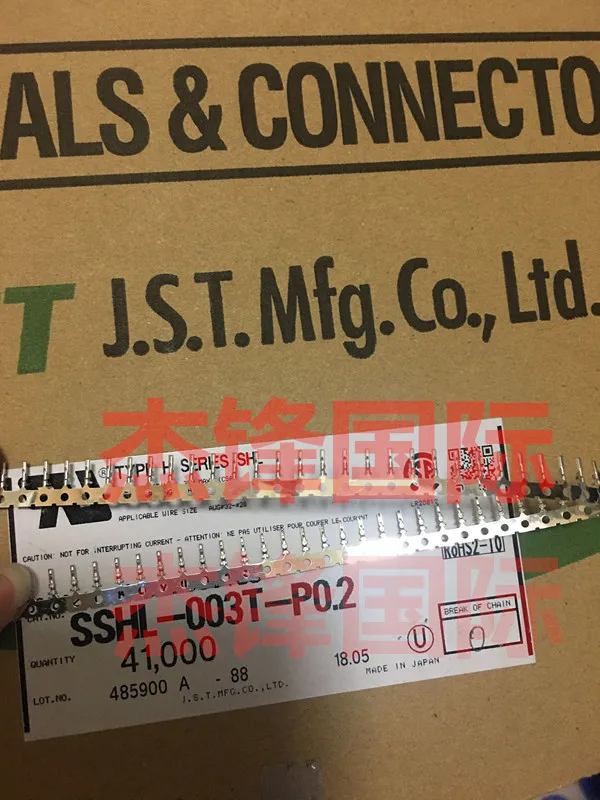 ALS & CONNECTO
T J.S.T. Mfg. Co., Ltd.
杰锋国际
APPLICABLE WIRE SIZE
CAUTION: NOT FOR INTERRUPTING CURRENT - ATTENTION: NE PAS UTILISER POUR COUPER LE COURANT
RoHS2-10
SSHL-003T-P0.2
杰锋国际
QUANTITY 41,000 18.05
BREAK OF CHAIN
0
U
MADE IN JAPAN
LOT.NO. 485900 A - 88
J.S.T.MFG.CO.,LTD.